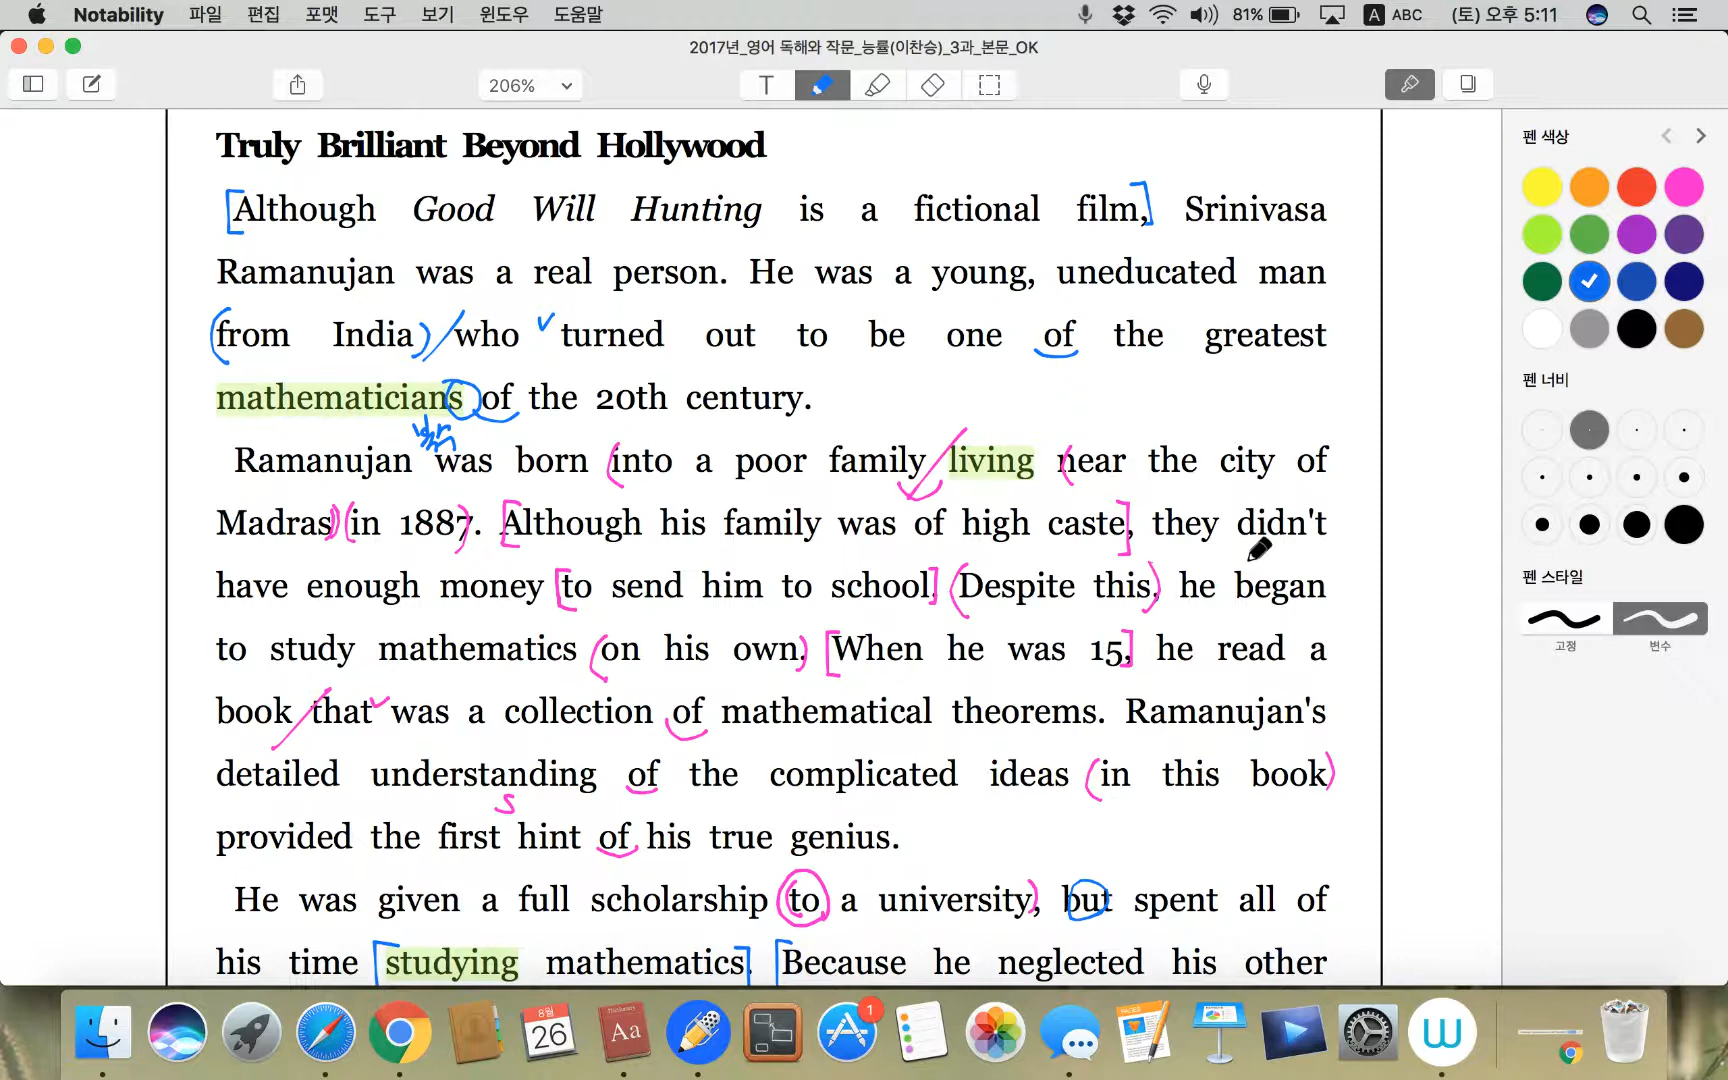 Notability 파일 편집 포맷 도구 보기 윈도우 도움말 81% A ABC (토) 오후 5:11
2017년_영어 독해와 작문_능률(이찬승)_3과_본문_OK
206% T
Truly Brilliant Beyond Hollywood
Although Good Will Hunting is a fictional film, Srinivasa
Ramanujan was a real person. He was a young, uneducated man
from India who turned out to be one of the greatest
mathematicians of the 20th century.
복수
Ramanujan was born into a poor family living near the city of
Madras in 1887. Although his family was of high caste, they didn't
have enough money to send him to school. Despite this, he began
to study mathematics on his own. When he was 15, he read a
book that was a collection of mathematical theorems. Ramanujan's
detailed understanding of the complicated ideas in this book
S
provided the first hint of his true genius.
He was given a full scholarship to a university, but spent all of
his time studying mathematics. Because he neglected his other
펜 색상
펜 너비
펜 스타일
고정 변수
8월
26
Aa
1
PAGES
W